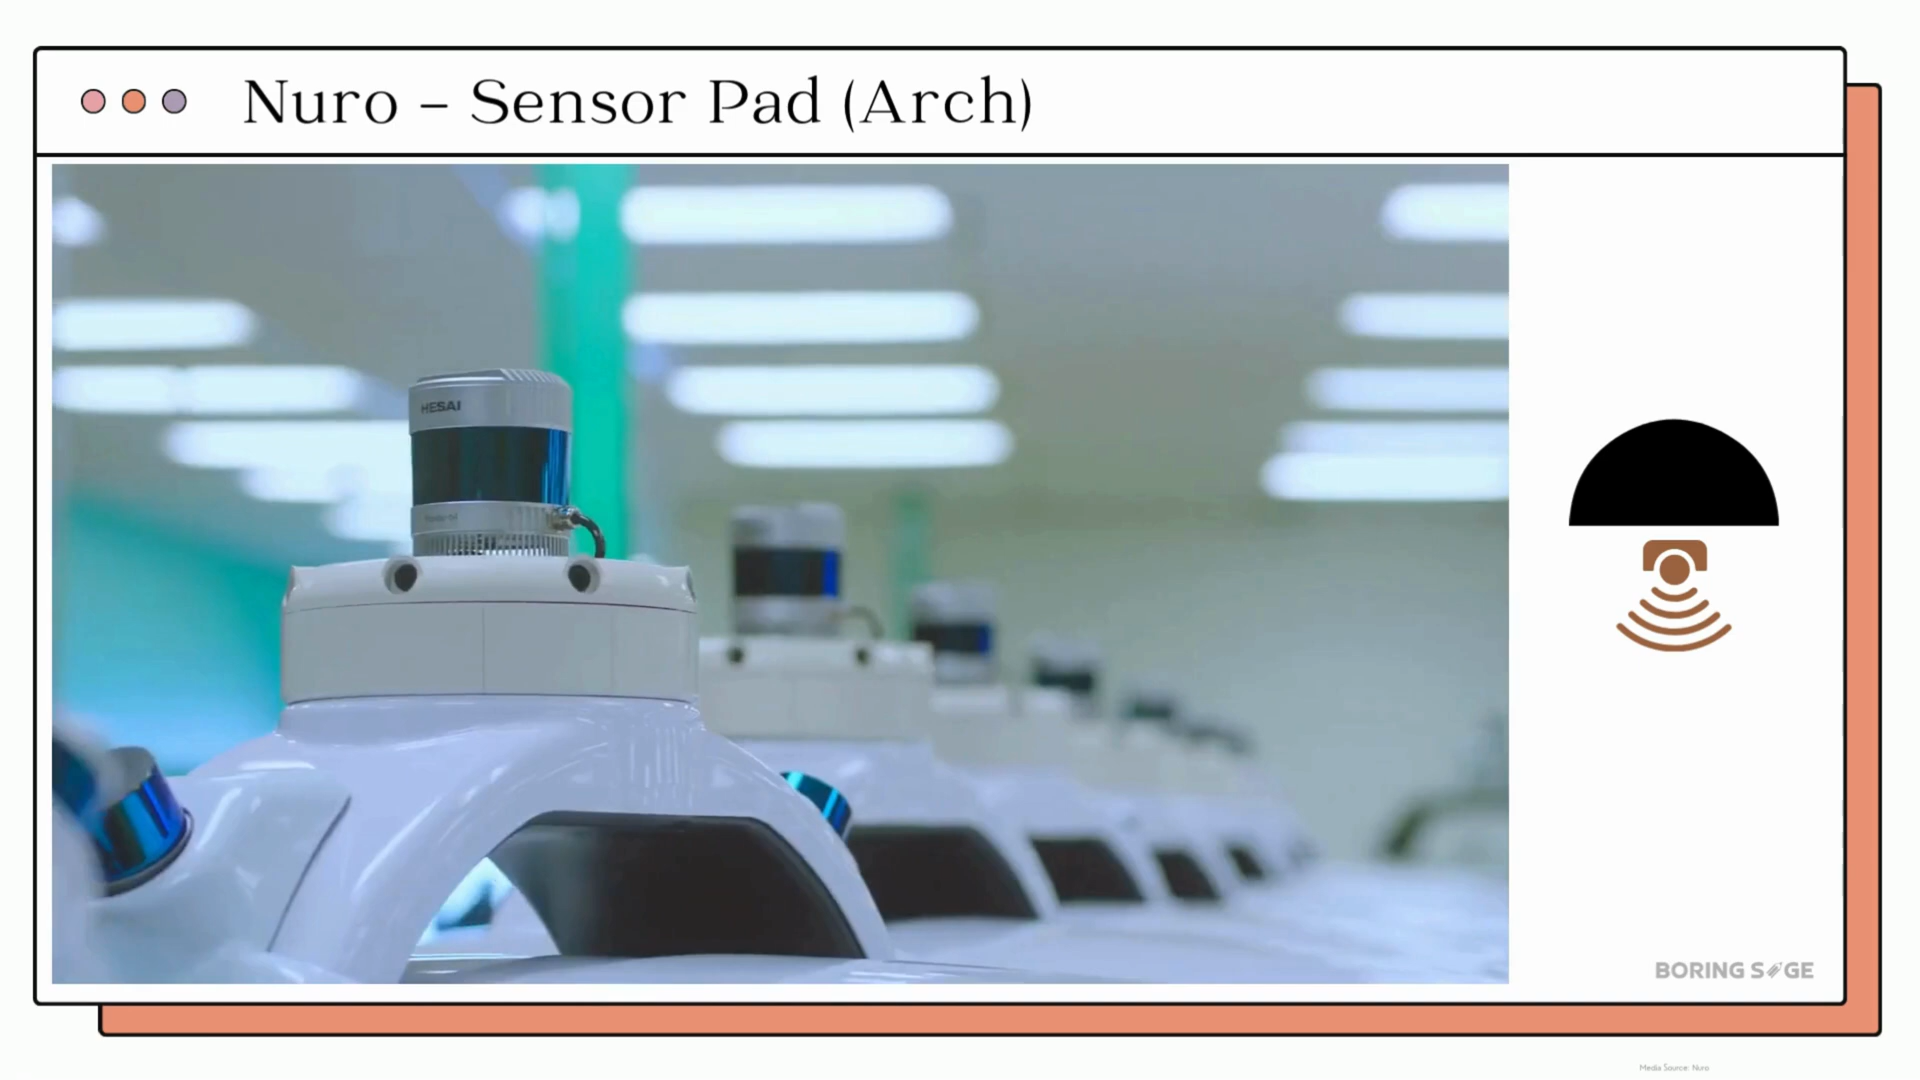 Nuro – Sensor Pad (Arch)
HESAI
BORING SAGE
Media Source: Nuro